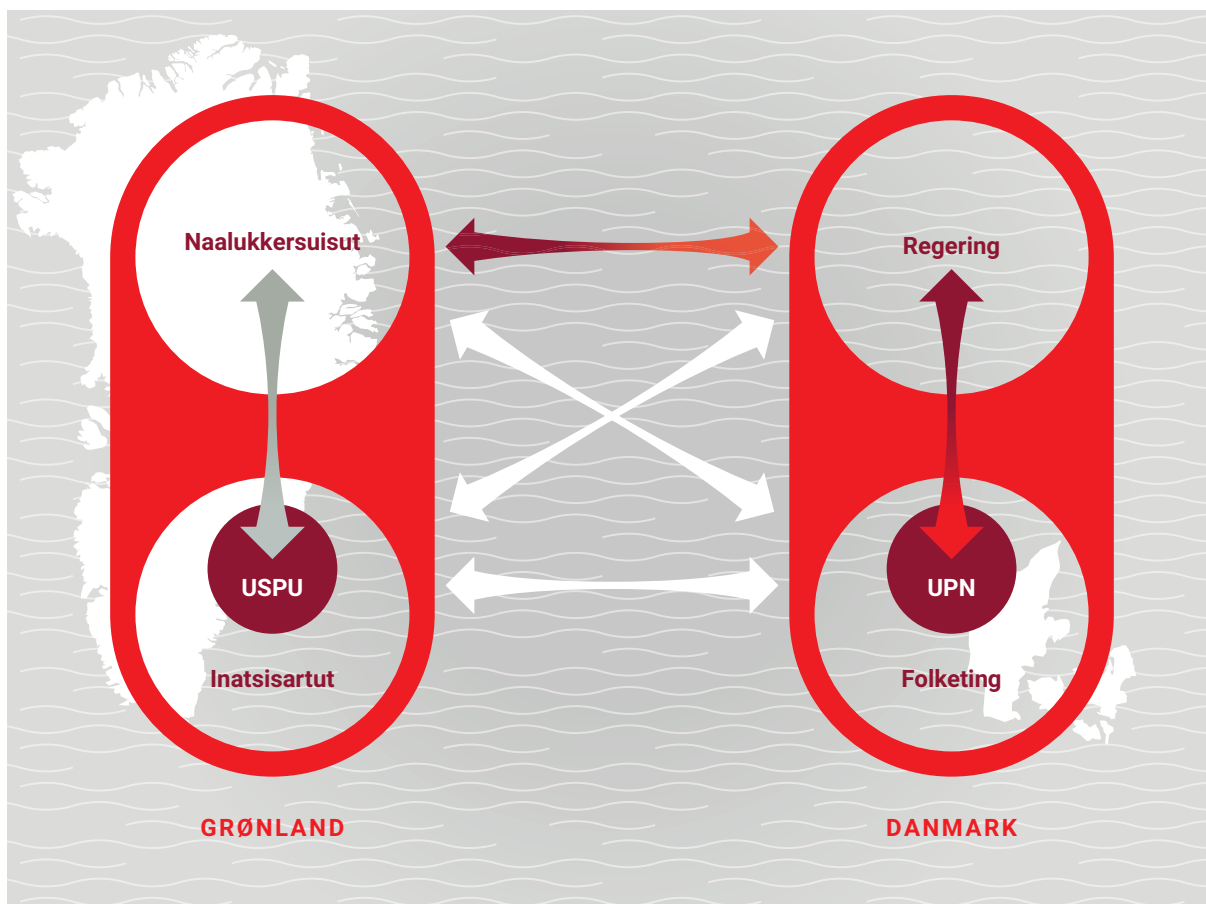 Naalukkersuisut
Regering
USPU
UPN
Inatsisartut
Folketing
GRØNLAND
DANMARK